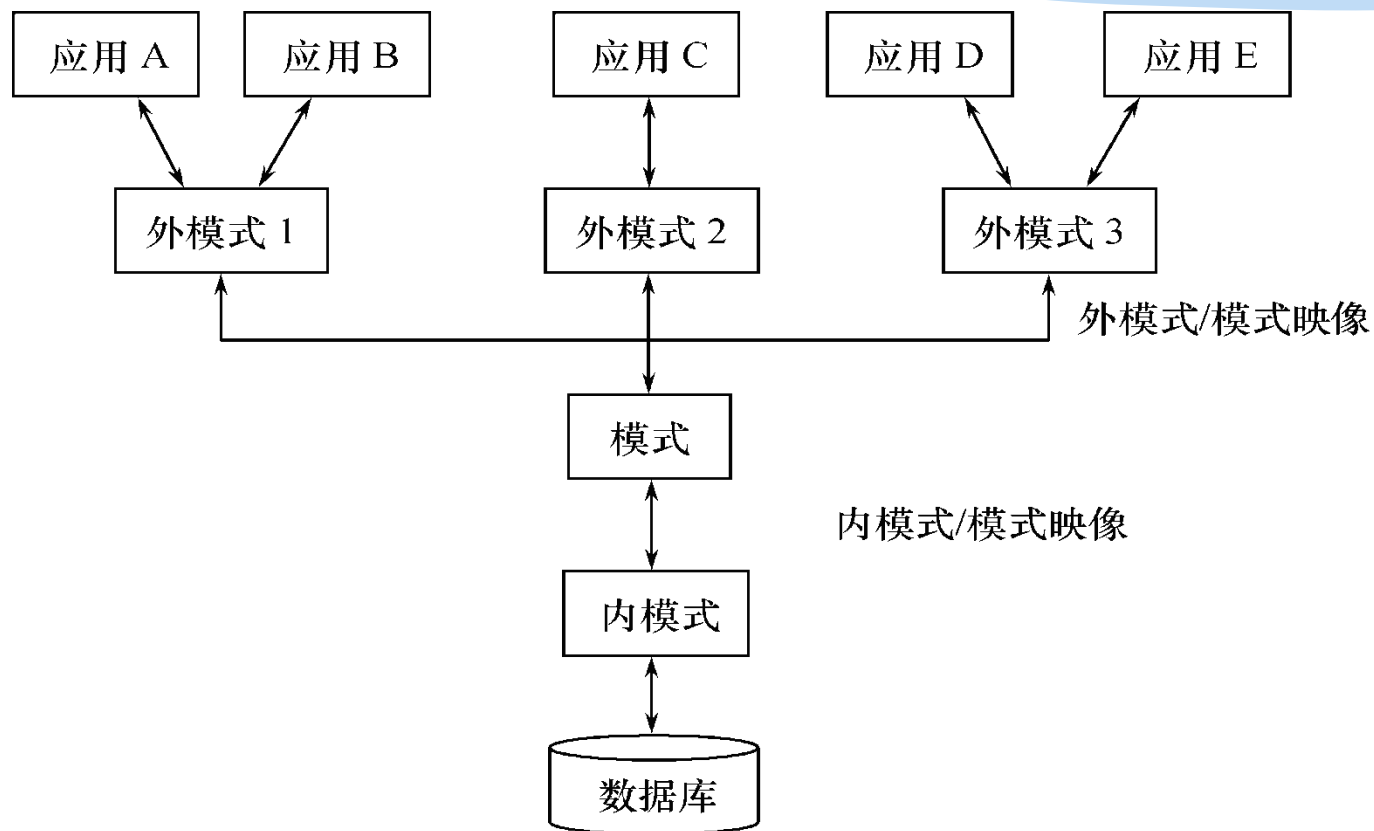 应用 A
应用 B
应用 C
应用 D
应用 E
外模式 1
外模式 2
外模式 3
外模式/模式映像
模式
内模式/模式映像
内模式
数据库